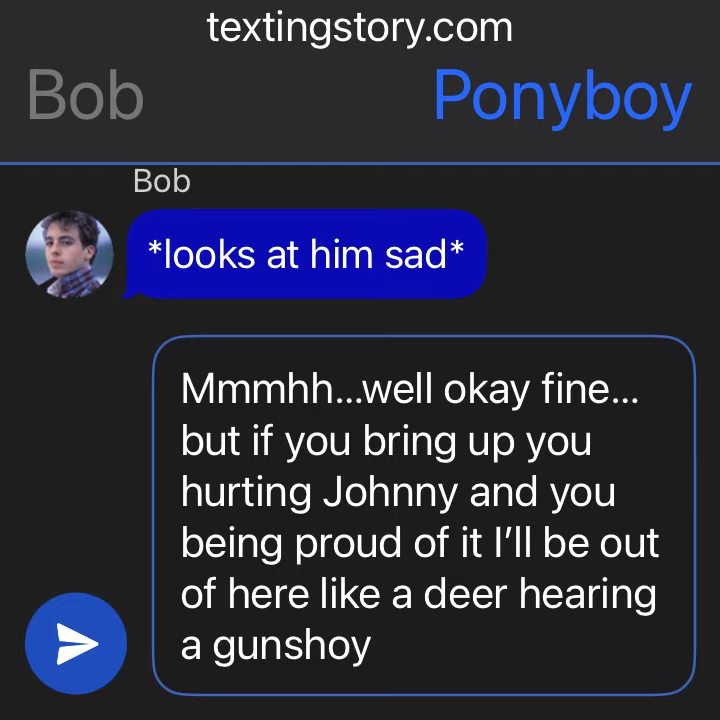 textingstory.com
Bob Ponyboy
Bob
*looks at him sad*
Mmmhh...well okay fine...
but if you bring up you
hurting Johnny and you
being proud of it I’ll be out
of here like a deer hearing
a gunshoy